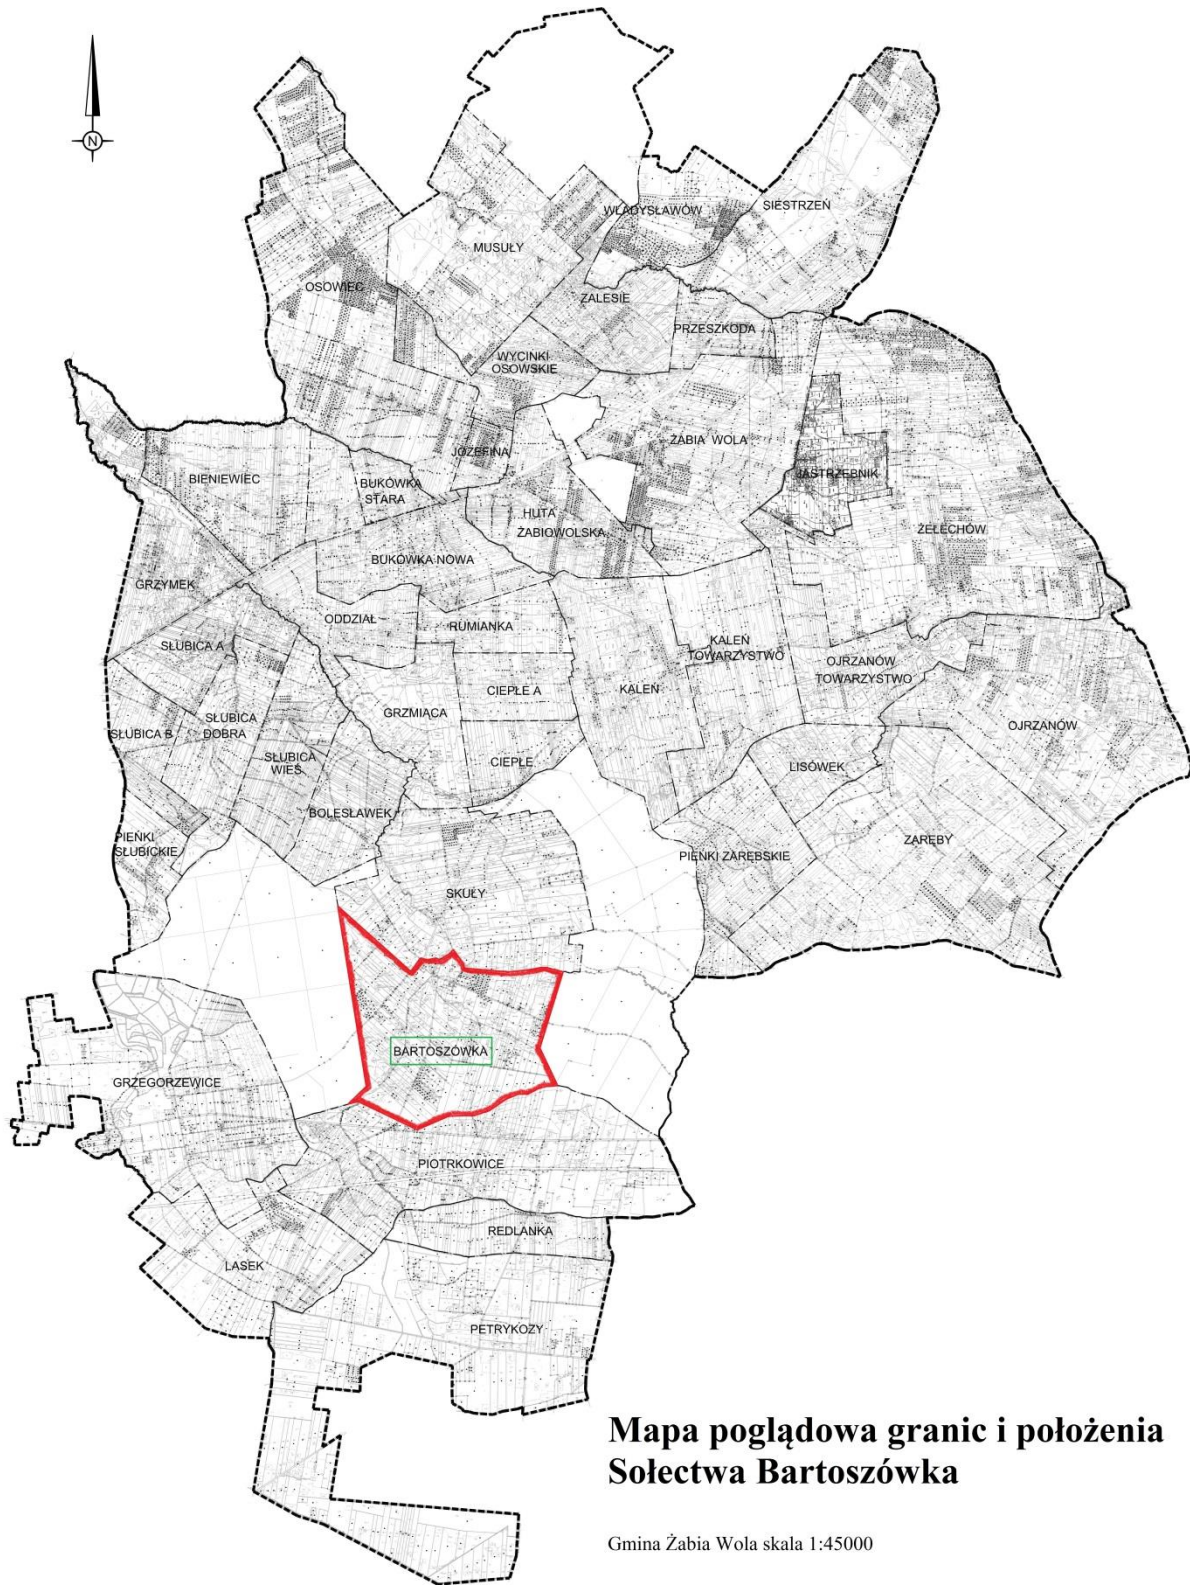 N
WŁADYSŁAWÓW
SIESTRZEŃ
MUSUŁY
OSOWIEC
ZALESIE
PRZESZKODA
WYCINKI
OSOWSKIE
ŻABIA WOLA
JÓZEFINA
JASTRZĘBNIK
BIENIEWIEC
BUKÓWKA
STARA
HUTA
ŻABIOWOLSKA
ŻELECHÓW
BUKÓWKA NOWA
GRZYMEK
ODDZIAŁ
RUMIANKA
SŁUBICA A
KALEŃ
TOWARZYSTWO
OJRZANÓW
TOWARZYSTWO
CIEPŁE A
KALEŃ
GRZMIĄCA
SŁUBICA B
SŁUBICA
DOBRA
OJRZANÓW
SŁUBICA
WIEŚ
CIEPŁE
LISÓWEK
BOLESŁAWEK
PIEŃKI
SŁUBICKIE
ZARĘBY
PIEŃKI ZARĘBSKIE
SKUŁY
BARTOSZÓWKA
GRZEGORZEWICE
PIOTRKOWICE
REDLANKA
LASEK
PETRYKOZY
Mapa poglądowa granic i położenia
Sołectwa Bartoszówka
Gmina Żabia Wola skala 1:45000